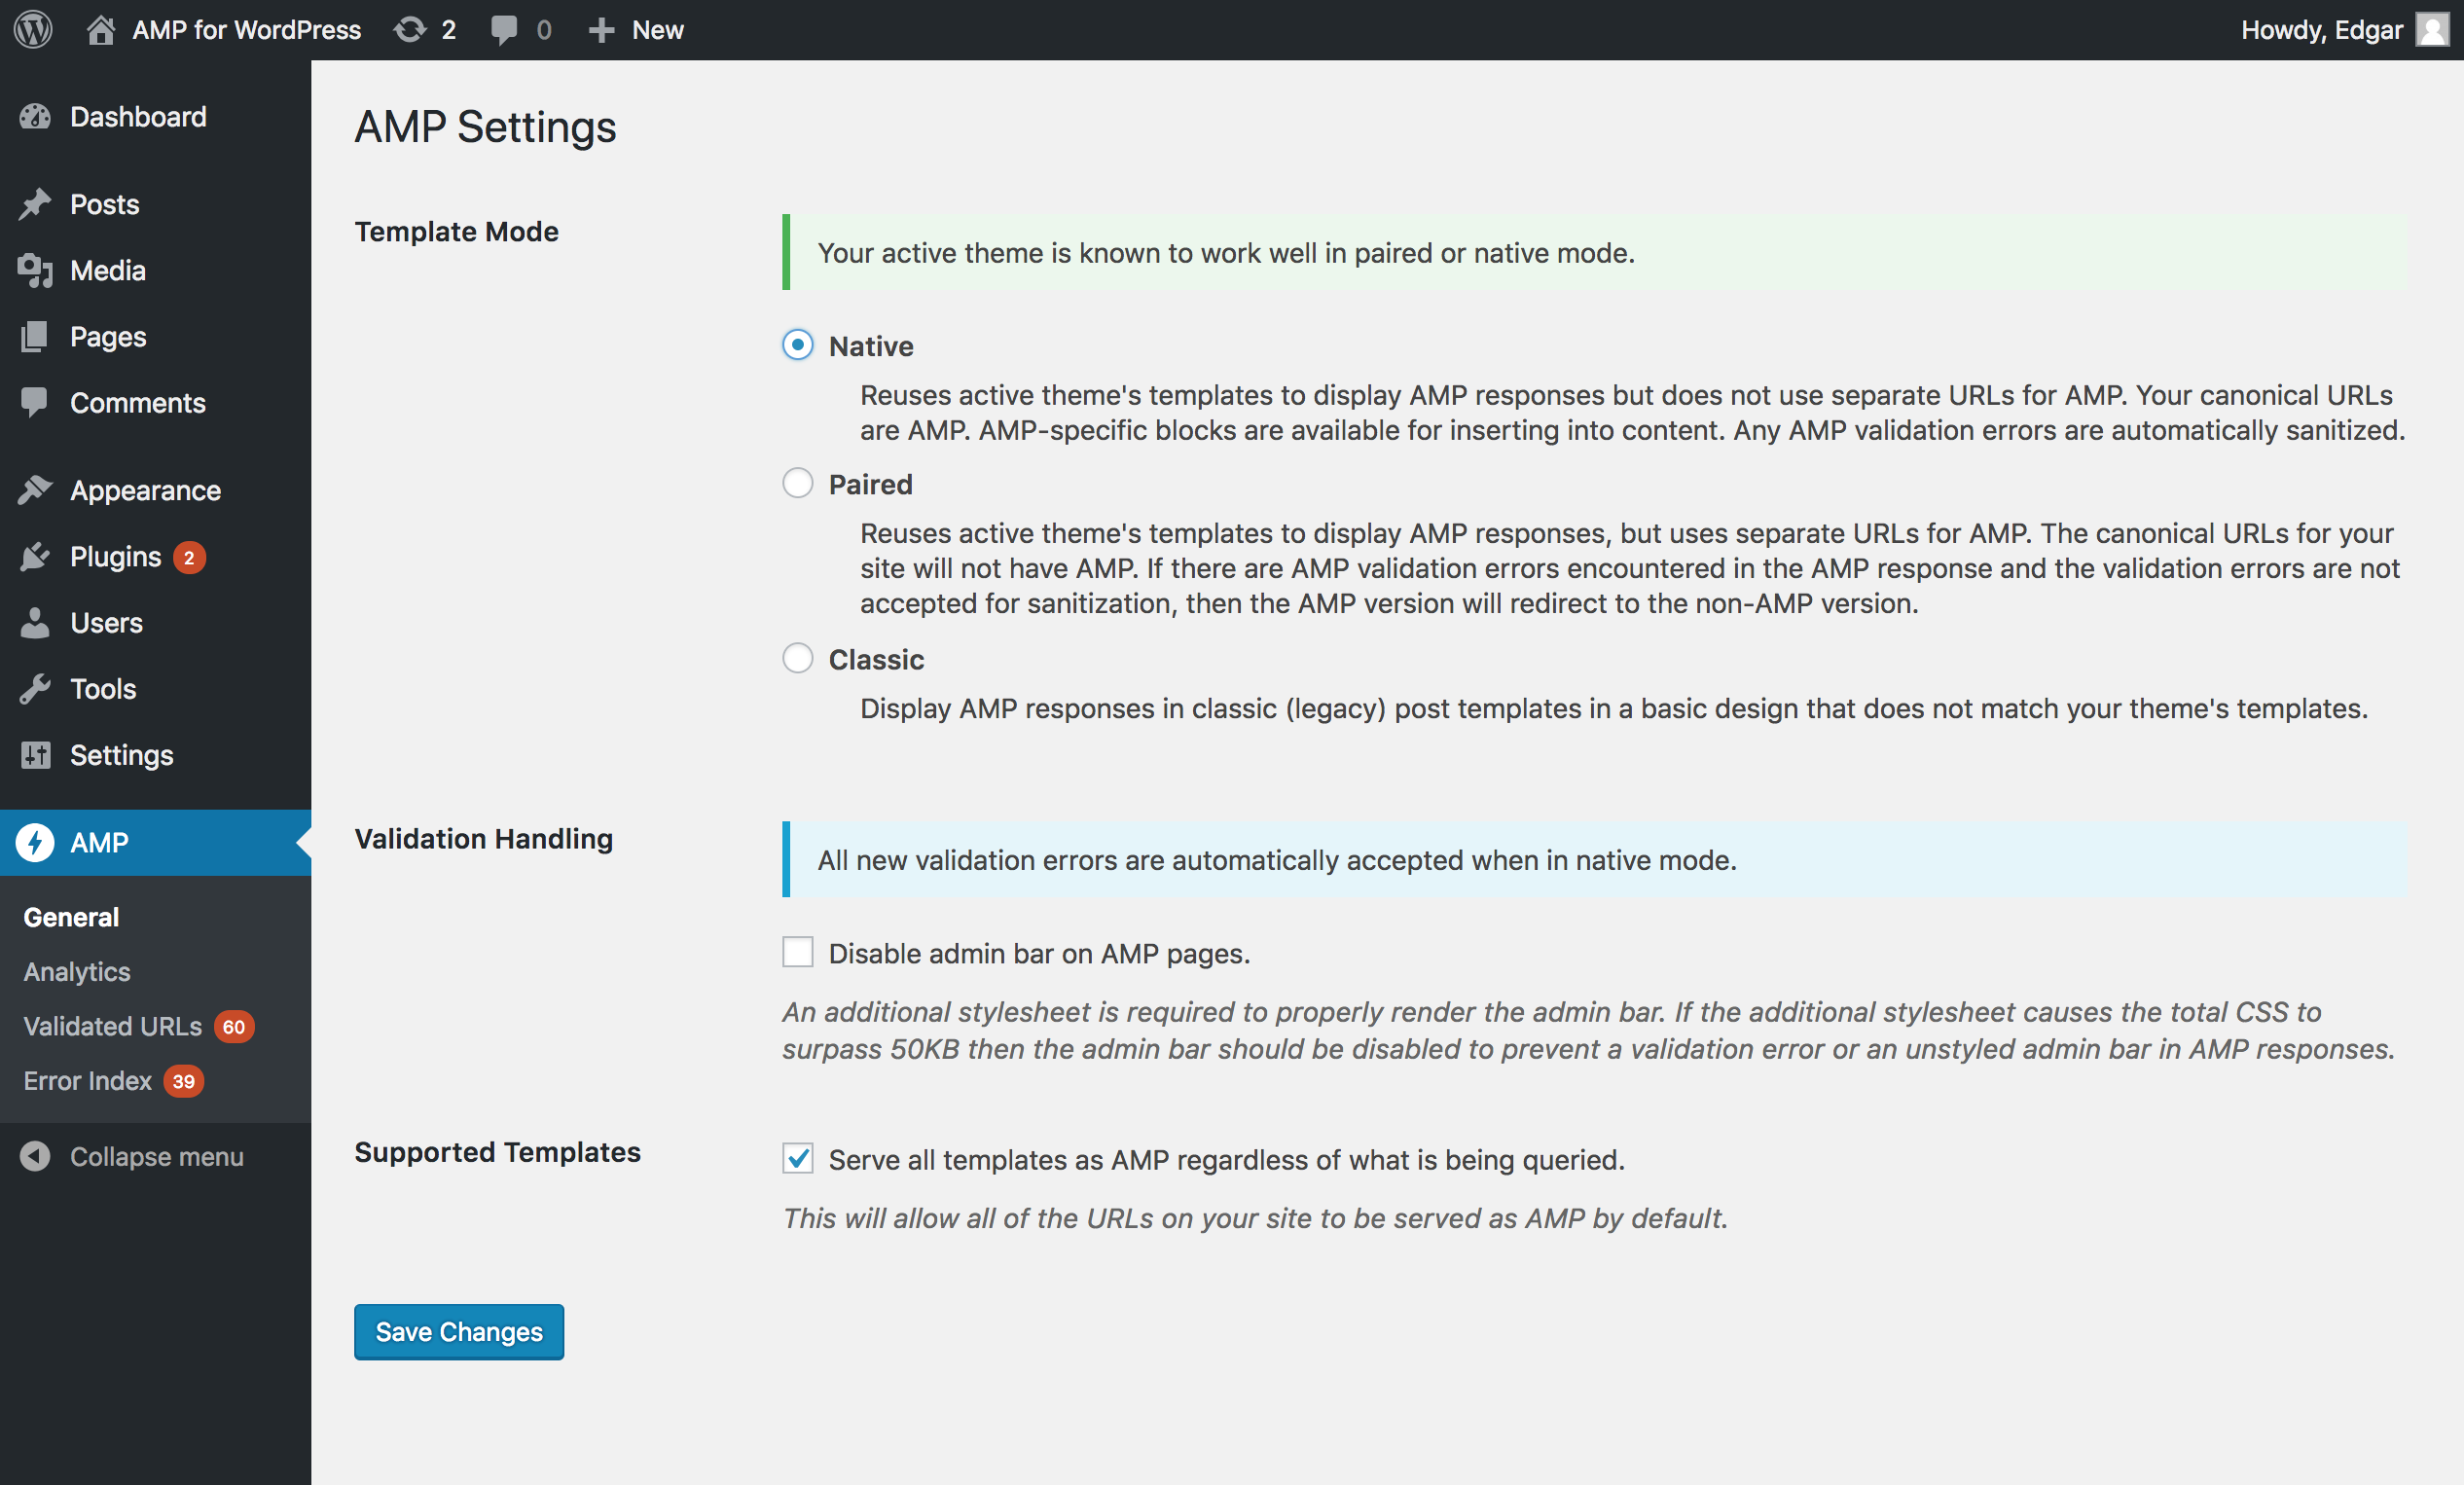 AMP for WordPress 2 0 New Howdy, Edgar
Dashboard
Posts
Media
Pages
Comments
Appearance
Plugins 2
Users
Tools
Settings
AMP
General
Analytics
Validated URLs 60
Error Index 39
Collapse menu
AMP Settings
Template Mode
Your active theme is known to work well in paired or native mode.
Native
Reuses active theme's templates to display AMP responses but does not use separate URLs for AMP. Your canonical URLs
are AMP. AMP-specific blocks are available for inserting into content. Any AMP validation errors are automatically sanitized.
Paired
Reuses active theme's templates to display AMP responses, but uses separate URLs for AMP. The canonical URLs for your
site will not have AMP. If there are AMP validation errors encountered in the AMP response and the validation errors are not
accepted for sanitization, then the AMP version will redirect to the non-AMP version.
Classic
Display AMP responses in classic (legacy) post templates in a basic design that does not match your theme's templates.
Validation Handling
All new validation errors are automatically accepted when in native mode.
Disable admin bar on AMP pages.
An additional stylesheet is required to properly render the admin bar. If the additional stylesheet causes the total CSS to
surpass 50KB then the admin bar should be disabled to prevent a validation error or an unstyled admin bar in AMP responses.
Supported Templates
Serve all templates as AMP regardless of what is being queried.
This will allow all of the URLs on your site to be served as AMP by default.
Save Changes